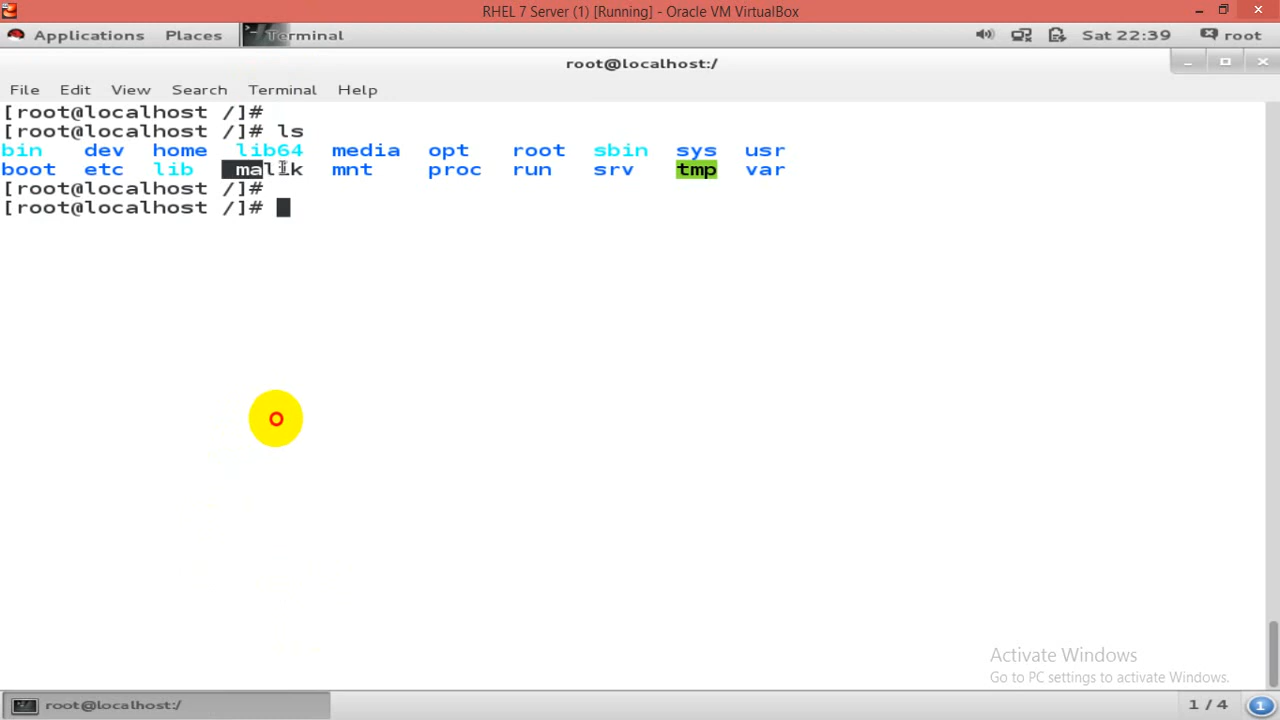 RHEL 7 Server (1) [Running] - Oracle VM VirtualBox
Applications Places Terminal Sat 22:39 root
root@localhost:/
File Edit View Search Terminal Help
[root@localhost /]#
[root@localhost /]# ls
bin dev home lib64 media opt root sbin sys usr
boot etc lib malik mnt proc run srv tmp var
[root@localhost /]#
[root@localhost /]#
O
Activate Windows
Go to PC settings to activate Windows.
root@localhost:/ 1 / 4 1